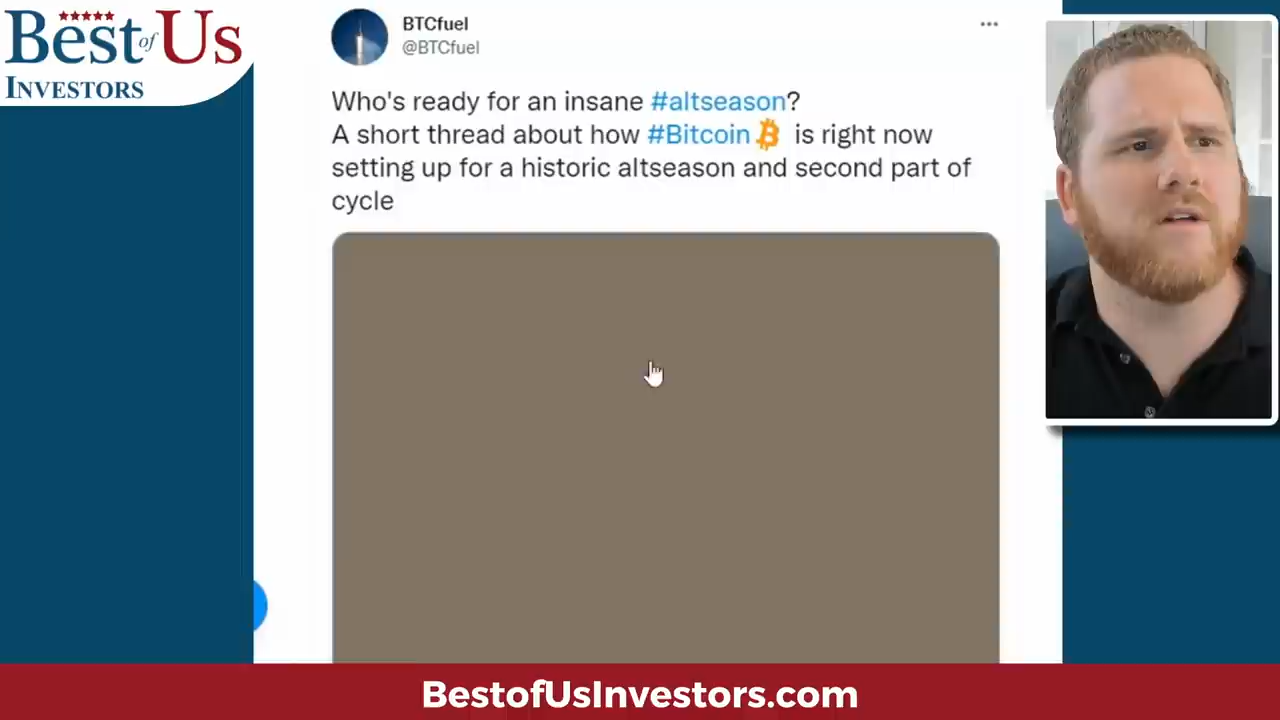 Best of Us
INVESTORS
BTCfuel
@BTCfuel
Who's ready for an insane #altseason?
A short thread about how #Bitcoin is right now
setting up for a historic altseason and second part of
cycle
BestofUsInvestors.com